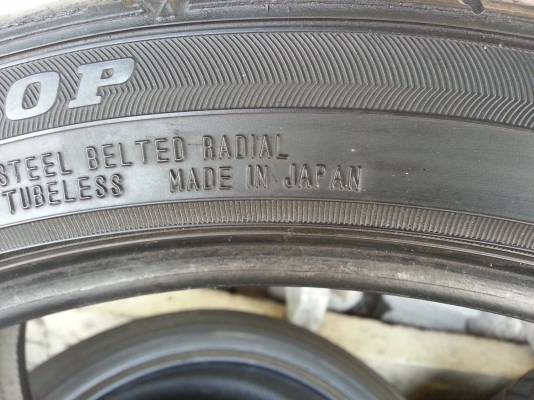 OP
STEEL BELTED RADIAL
TUBELESS MADE IN JAPAN